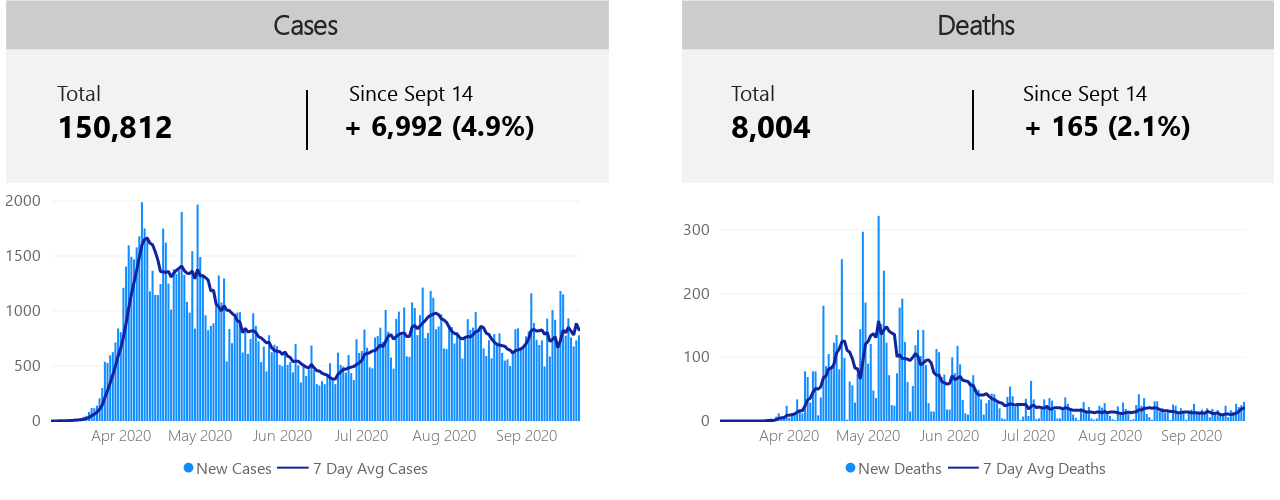 Cases
Total
Since Sept 14
150,812
+ 6,992 (4.9%)
2000
1500
1000
500
0
Apr 2020 May 2020 Jun 2020 Jul 2020 Aug 2020 Sep 2020
New Cases 7 Day Avg Cases
Deaths
Total
Since Sept 14
8,004
+ 165 (2.1%)
300
200
100
0
Apr 2020 May 2020 Jun 2020 Jul 2020 Aug 2020 Sep 2020
New Deaths 7 Day Avg Deaths